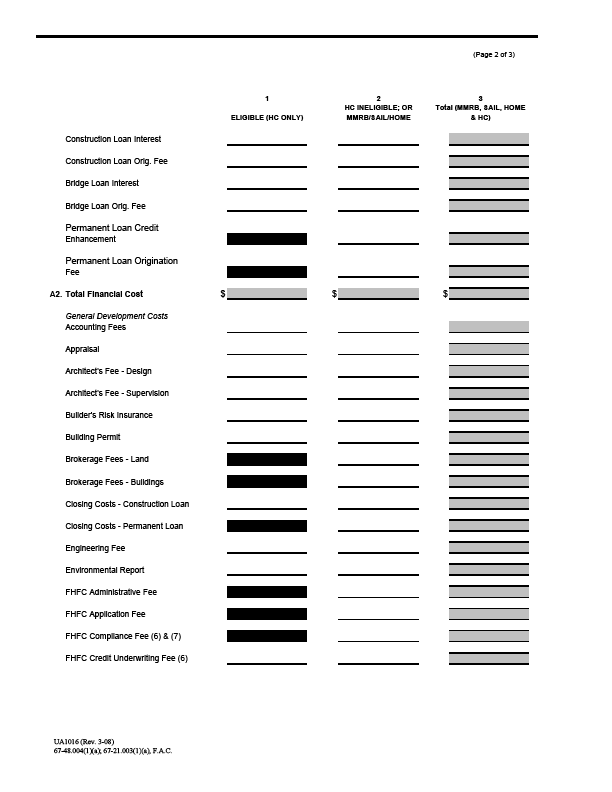 (Page 2 of 3)
1 2 3
HC INELIGIBLE; OR Total (MMRB, SAIL, HOME
ELIGIBLE (HC ONLY) MMRB/SAIL/HOME & HC)
Construction Loan Interest
Construction Loan Orig. Fee
Bridge Loan Interest
Bridge Loan Orig. Fee
Permanent Loan Credit
Enhancement
Permanent Loan Origination
Fee
A2. Total Financial Cost $ $ $
General Development Costs
Accounting Fees
Appraisal
Architect's Fee - Design
Architect's Fee - Supervision
Builder's Risk Insurance
Building Permit
Brokerage Fees - Land
Brokerage Fees - Buildings
Closing Costs - Construction Loan
Closing Costs - Permanent Loan
Engineering Fee
Environmental Report
FHFC Administrative Fee
FHFC Application Fee
FHFC Compliance Fee (6) & (7)
FHFC Credit Underwriting Fee (6)
UA1016 (Rev. 3-08)
67-48.004(1)(a); 67-21.003(1)(a), F.A.C.